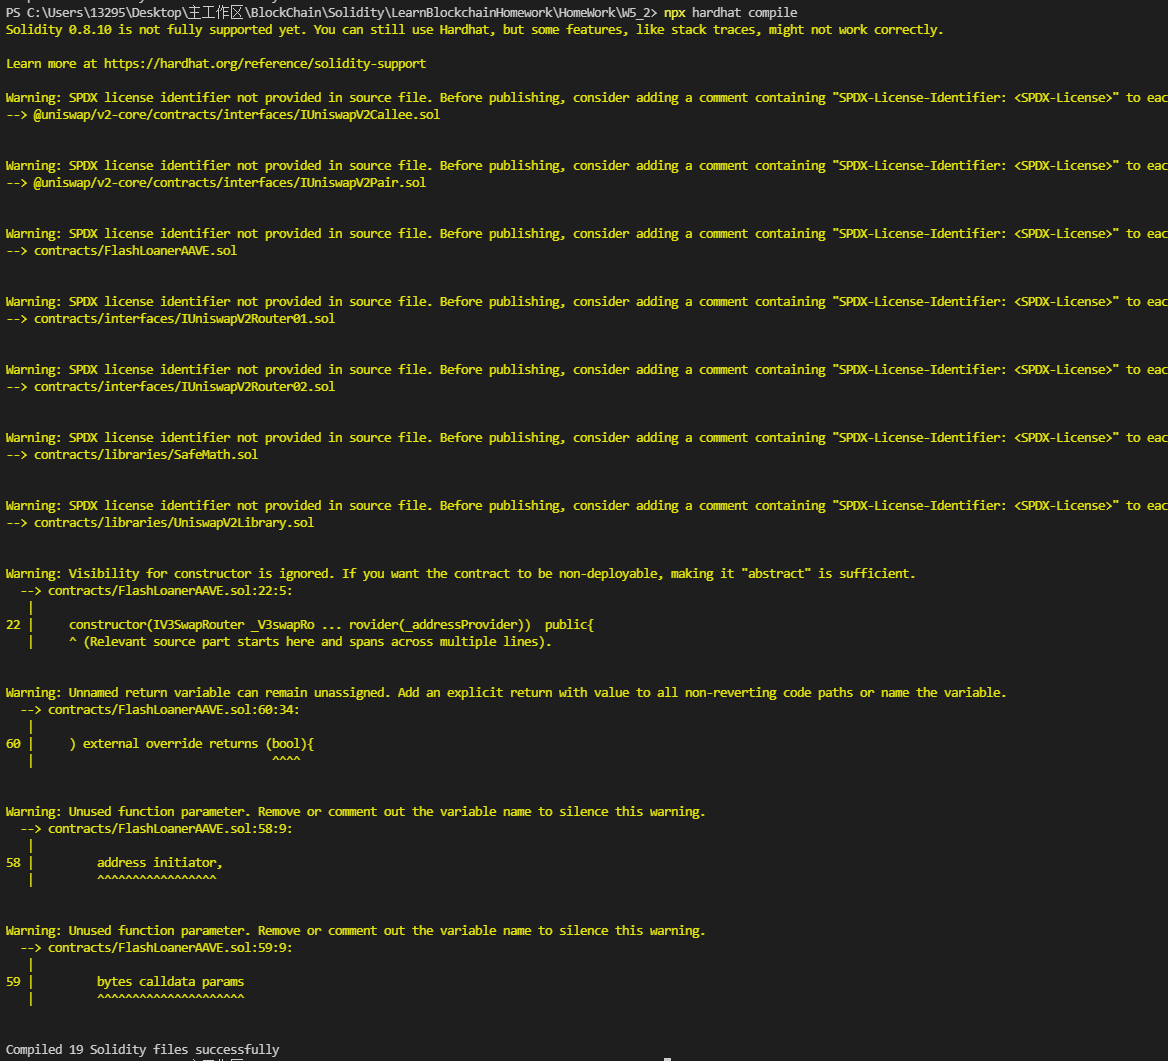 PS C:\Users\13295\Desktop\主工作区\BlockChain\Solidity\LearnBlockchainHomework\HomeWork\W5_2> npx hardhat compile
Solidity 0.8.10 is not fully supported yet. You can still use Hardhat, but some features, like stack traces, might not work correctly.
Learn more at https://hardhat.org/reference/solidity-support
Warning: SPDX license identifier not provided in source file. Before publishing, consider adding a comment containing "SPDX-License-Identifier: <SPDX-License>" to eac
--> @uniswap/v2-core/contracts/interfaces/IUniswapV2Callee.sol
Warning: SPDX license identifier not provided in source file. Before publishing, consider adding a comment containing "SPDX-License-Identifier: <SPDX-License>" to eac
--> @uniswap/v2-core/contracts/interfaces/IUniswapV2Pair.sol
Warning: SPDX license identifier not provided in source file. Before publishing, consider adding a comment containing "SPDX-License-Identifier: <SPDX-License>" to eac
--> contracts/FlashLoanerAAVE.sol
Warning: SPDX license identifier not provided in source file. Before publishing, consider adding a comment containing "SPDX-License-Identifier: <SPDX-License>" to eac
--> contracts/interfaces/IUniswapV2Router01.sol
Warning: SPDX license identifier not provided in source file. Before publishing, consider adding a comment containing "SPDX-License-Identifier: <SPDX-License>" to eac
--> contracts/interfaces/IUniswapV2Router02.sol
Warning: SPDX license identifier not provided in source file. Before publishing, consider adding a comment containing "SPDX-License-Identifier: <SPDX-License>" to eac
--> contracts/libraries/SafeMath.sol
Warning: SPDX license identifier not provided in source file. Before publishing, consider adding a comment containing "SPDX-License-Identifier: <SPDX-License>" to eac
--> contracts/libraries/UniswapV2Library.sol
Warning: Visibility for constructor is ignored. If you want the contract to be non-deployable, making it "abstract" is sufficient.
--> contracts/FlashLoanerAAVE.sol:22:5:
|
22 |     constructor(IV3SwapRouter _V3swapRo ... rovider(_addressProvider))  public{
|     ^ (Relevant source part starts here and spans across multiple lines).
Warning: Unnamed return variable can remain unassigned. Add an explicit return with value to all non-reverting code paths or name the variable.
--> contracts/FlashLoanerAAVE.sol:60:34:
|
60 |     ) external override returns (bool){
|                                  ^^^^
Warning: Unused function parameter. Remove or comment out the variable name to silence this warning.
--> contracts/FlashLoanerAAVE.sol:58:9:
|
58 |         address initiator,
|         ^^^^^^^^^^^^^^^^^
Warning: Unused function parameter. Remove or comment out the variable name to silence this warning.
--> contracts/FlashLoanerAAVE.sol:59:9:
|
59 |         bytes calldata params
|         ^^^^^^^^^^^^^^^^^^^^^
Compiled 19 Solidity files successfully